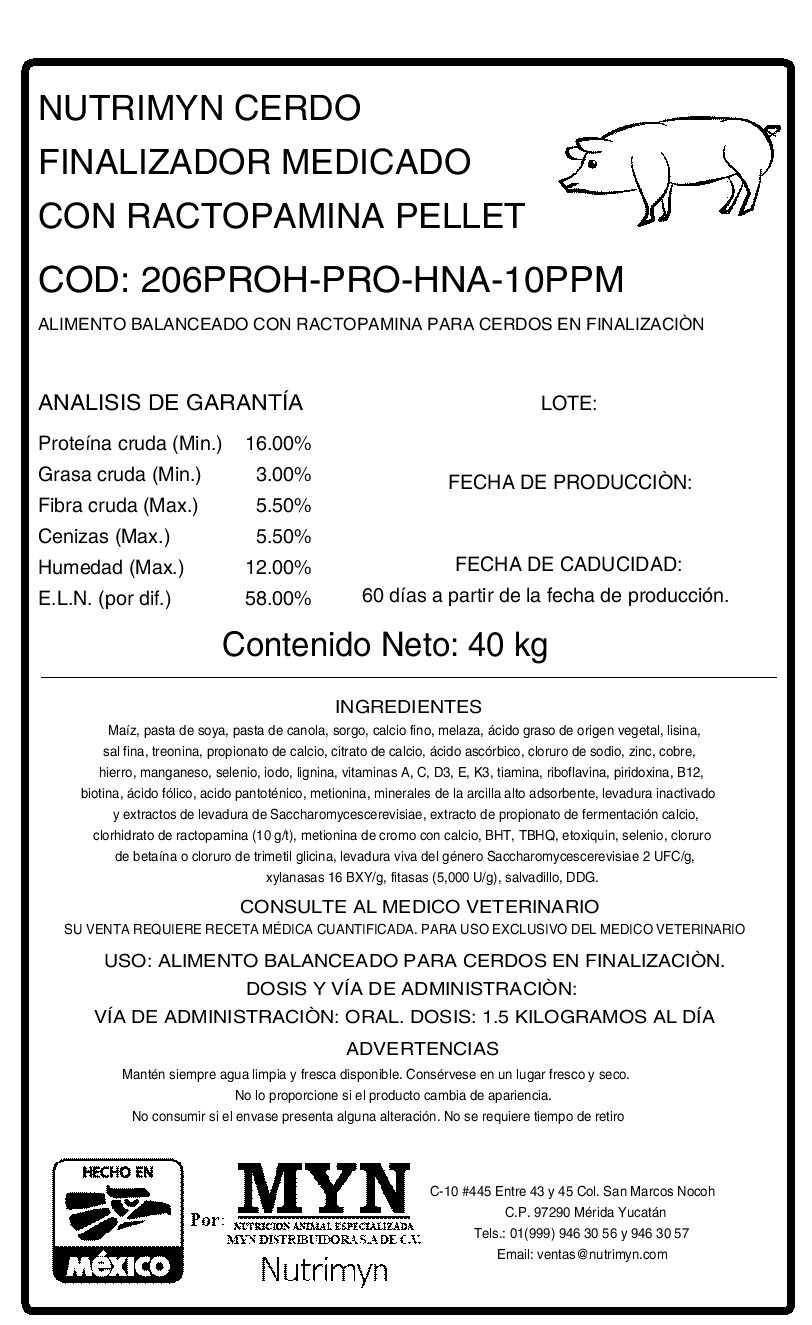 NUTRIMYN CERDO
FINALIZADOR MEDICADO
CON RACTOPAMINA PELLET
COD: 206PROH-PRO-HNA-10PPM
ALIMENTO BALANCEADO CON RACTOPAMINA PARA CERDOS EN FINALIZACIÒN
ANALISIS DE GARANTÍA
Proteína cruda (Min.) 16.00%
Grasa cruda (Min.) 3.00%
Fibra cruda (Max.) 5.50%
Cenizas (Max.) 5.50%
Humedad (Max.) 12.00%
E.L.N. (por dif.) 58.00%
LOTE:
FECHA DE PRODUCCIÒN:
FECHA DE CADUCIDAD:
60 días a partir de la fecha de producción.
Contenido Neto: 40 kg
INGREDIENTES
Maíz, pasta de soya, pasta de canola, sorgo, calcio fino, melaza, ácido graso de origen vegetal, lisina,
sal fina, treonina, propionato de calcio, citrato de calcio, ácido ascórbico, cloruro de sodio, zinc, cobre,
hierro, manganeso, selenio, iodo, lignina, vitaminas A, C, D3, E, K3, tiamina, riboflavina, piridoxina, B12,
biotina, ácido fólico, acido pantoténico, metionina, minerales de la arcilla alto adsorbente, levadura inactivado
y extractos de levadura de Saccharomycescerevisiae, extracto de propionato de fermentación calcio,
clorhidrato de ractopamina (10 g/t), metionina de cromo con calcio, BHT, TBHQ, etoxiquin, selenio, cloruro
de betaína o cloruro de trimetil glicina, levadura viva del género Saccharomycescerevisiae 2 UFC/g,
xylanasas 16 BXY/g, fitasas (5,000 U/g), salvadillo, DDG.
CONSULTE AL MEDICO VETERINARIO
SU VENTA REQUIERE RECETA MÉDICA CUANTIFICADA. PARA USO EXCLUSIVO DEL MEDICO VETERINARIO
USO: ALIMENTO BALANCEADO PARA CERDOS EN FINALIZACIÒN.
DOSIS Y VÍA DE ADMINISTRACIÒN:
VÍA DE ADMINISTRACIÒN: ORAL. DOSIS: 1.5 KILOGRAMOS AL DÍA
ADVERTENCIAS
Mantén siempre agua limpia y fresca disponible. Consérvese en un lugar fresco y seco.
No lo proporcione si el producto cambia de apariencia.
No consumir si el envase presenta alguna alteración. No se requiere tiempo de retiro
HECHO EN
MéXICO
Por:
MYN
NUTRICION ANIMAL ESPECIALIZADA
MYN DISTRIBUIDORA S.A DE C.V.
Nutrimyn
C-10 #445 Entre 43 y 45 Col. San Marcos Nocoh
C.P. 97290 Mérida Yucatán
Tels.: 01(999) 946 30 56 y 946 30 57
Email: ventas@nutrimyn.com